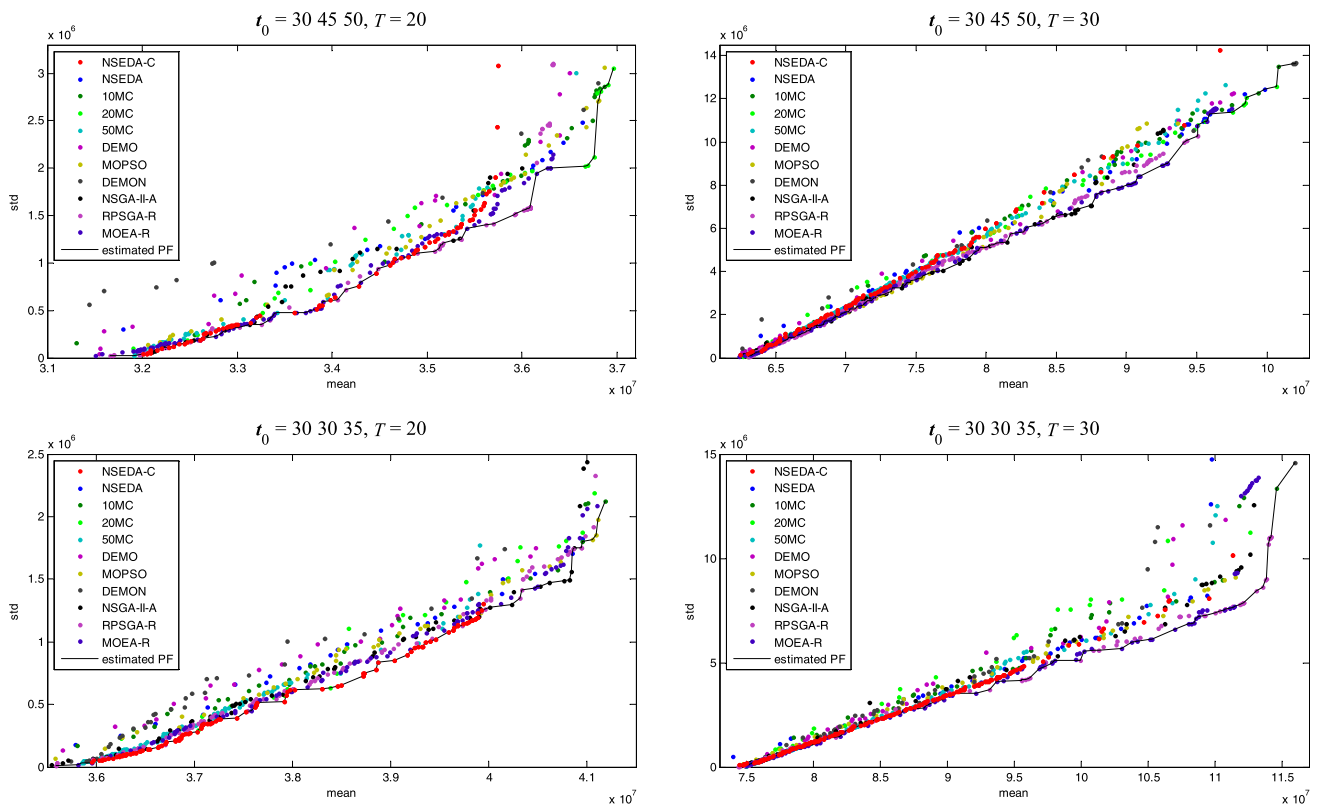 t0 = 30 45 50, T = 20
x 10^6
3
2.5
2
1.5
1
0.5
0
std
NSEDA-C
NSEDA
10MC
20MC
50MC
DEMO
MOPSO
DEMON
NSGA-II-A
RPSGA-R
MOEA-R
estimated PF
3.1 3.2 3.3 3.4 3.5 3.6 3.7
mean
x 10^7
t0 = 30 45 50, T = 30
x 10^6
14
12
10
8
6
4
2
0
std
NSEDA-C
NSEDA
10MC
20MC
50MC
DEMO
MOPSO
DEMON
NSGA-II-A
RPSGA-R
MOEA-R
estimated PF
6.5 7 7.5 8 8.5 9 9.5 10
mean
x 10^7
t0 = 30 30 35, T = 20
x 10^6
2.5
2
1.5
1
0.5
0
std
NSEDA-C
NSEDA
10MC
20MC
50MC
DEMO
MOPSO
DEMON
NSGA-II-A
RPSGA-R
MOEA-R
estimated PF
3.6 3.7 3.8 3.9 4 4.1
mean
x 10^7
t0 = 30 30 35, T = 30
x 10^6
15
10
5
0
std
NSEDA-C
NSEDA
10MC
20MC
50MC
DEMO
MOPSO
DEMON
NSGA-II-A
RPSGA-R
MOEA-R
estimated PF
7.5 8 8.5 9 9.5 10 10.5 11 11.5
mean
x 10^7